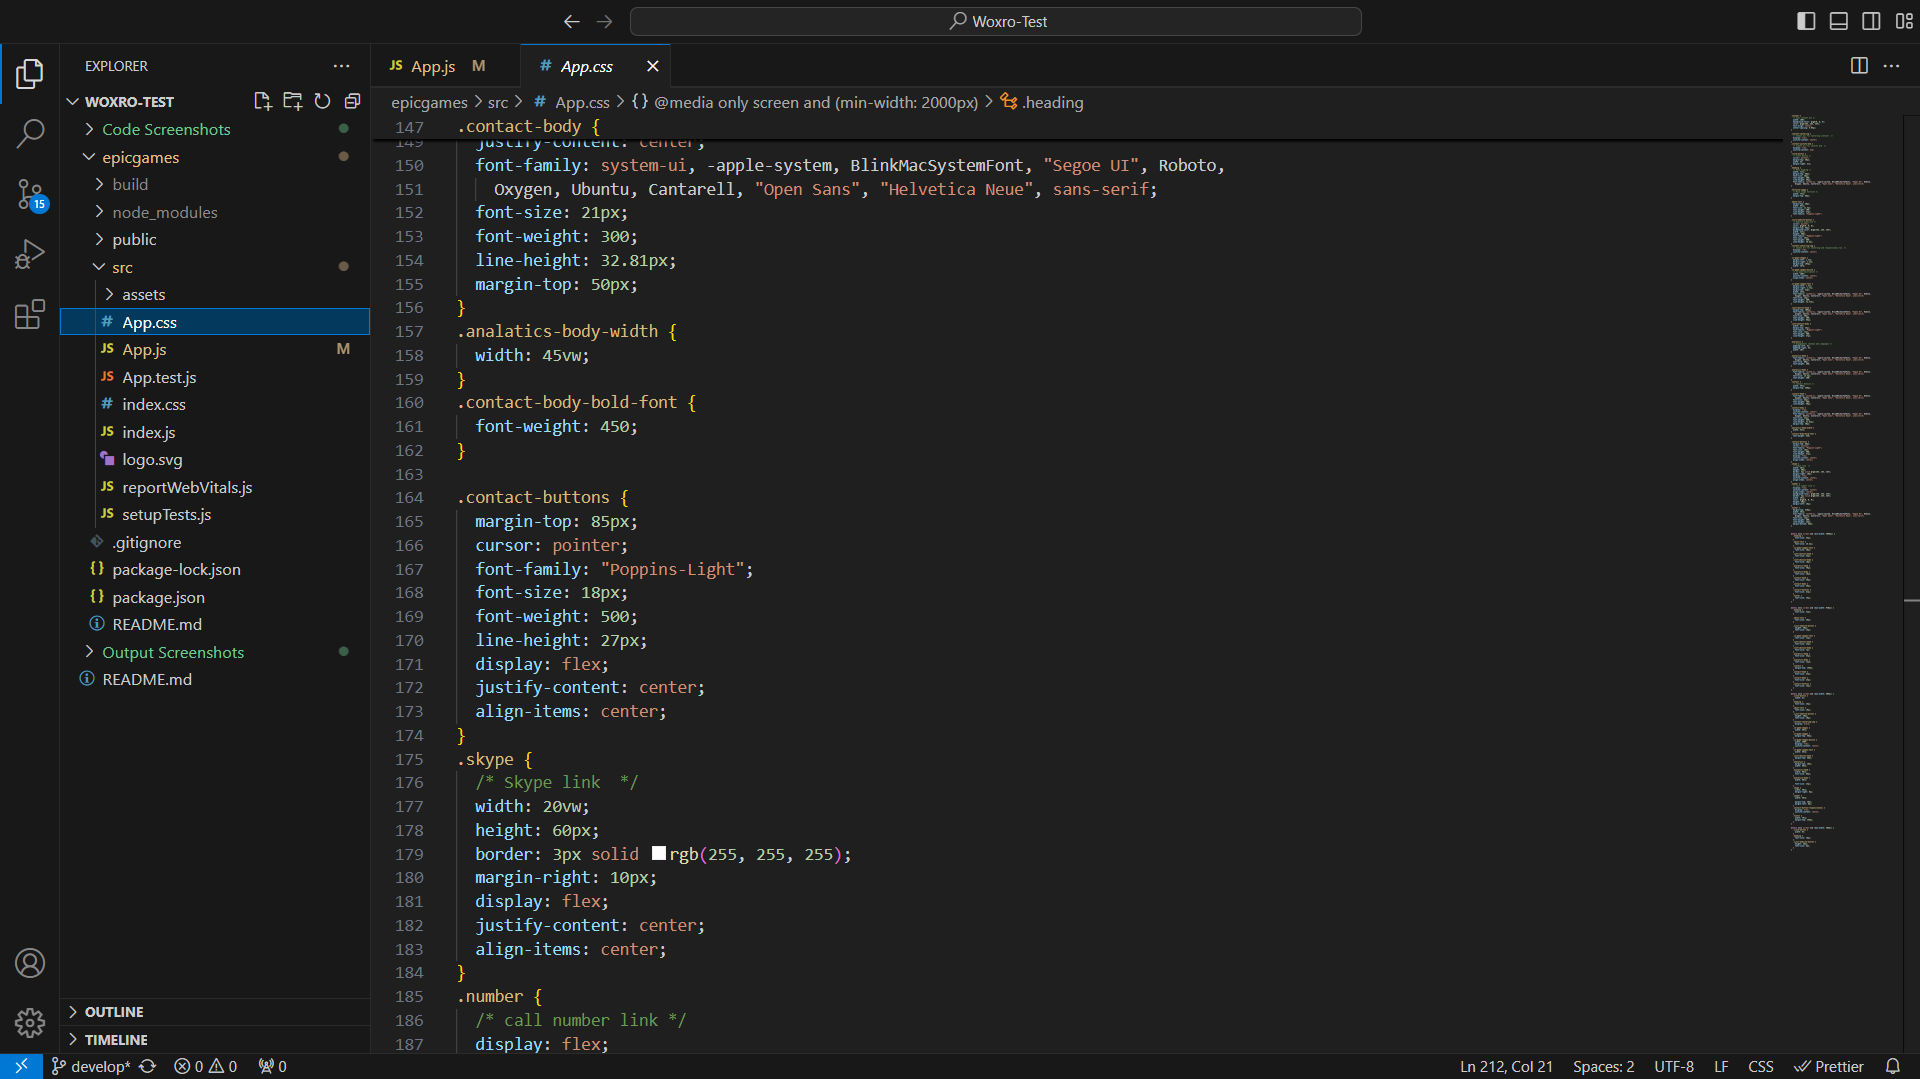 Woxro-Test
EXPLORER
WOXRO-TEST
Code Screenshots
epicgames
build
node_modules
public
src
assets
# App.css
JS App.js M
JS App.test.js
# index.css
JS index.js
logo.svg
JS reportWebVitals.js
JS setupTests.js
.gitignore
{} package-lock.json
{} package.json
README.md
Output Screenshots
README.md
OUTLINE
TIMELINE
15
JS App.js M
# App.css
epicgames > src > # App.css > {} @media only screen and (min-width: 2000px) > .heading
147 .contact-body {
justify-content: center;
150 font-family: system-ui, -apple-system, BlinkMacSystemFont, "Segoe UI", Roboto,
151 Oxygen, Ubuntu, Cantarell, "Open Sans", "Helvetica Neue", sans-serif;
152 font-size: 21px;
153 font-weight: 300;
154 line-height: 32.81px;
155 margin-top: 50px;
156 }
157 .analatics-body-width {
158 width: 45vw;
159 }
160 .contact-body-bold-font {
161 font-weight: 450;
162 }
163
164 .contact-buttons {
165 margin-top: 85px;
166 cursor: pointer;
167 font-family: "Poppins-Light";
168 font-size: 18px;
169 font-weight: 500;
170 line-height: 27px;
171 display: flex;
172 justify-content: center;
173 align-items: center;
174 }
175 .skype {
176 /* Skype link  */
177 width: 20vw;
178 height: 60px;
179 border: 3px solid rgb(255, 255, 255);
180 margin-right: 10px;
181 display: flex;
182 justify-content: center;
183 align-items: center;
184 }
185 .number {
186 /* call number link */
187 display: flex;
develop* 0 0 0
Ln 212, Col 21 Spaces: 2 UTF-8 LF CSS Prettier